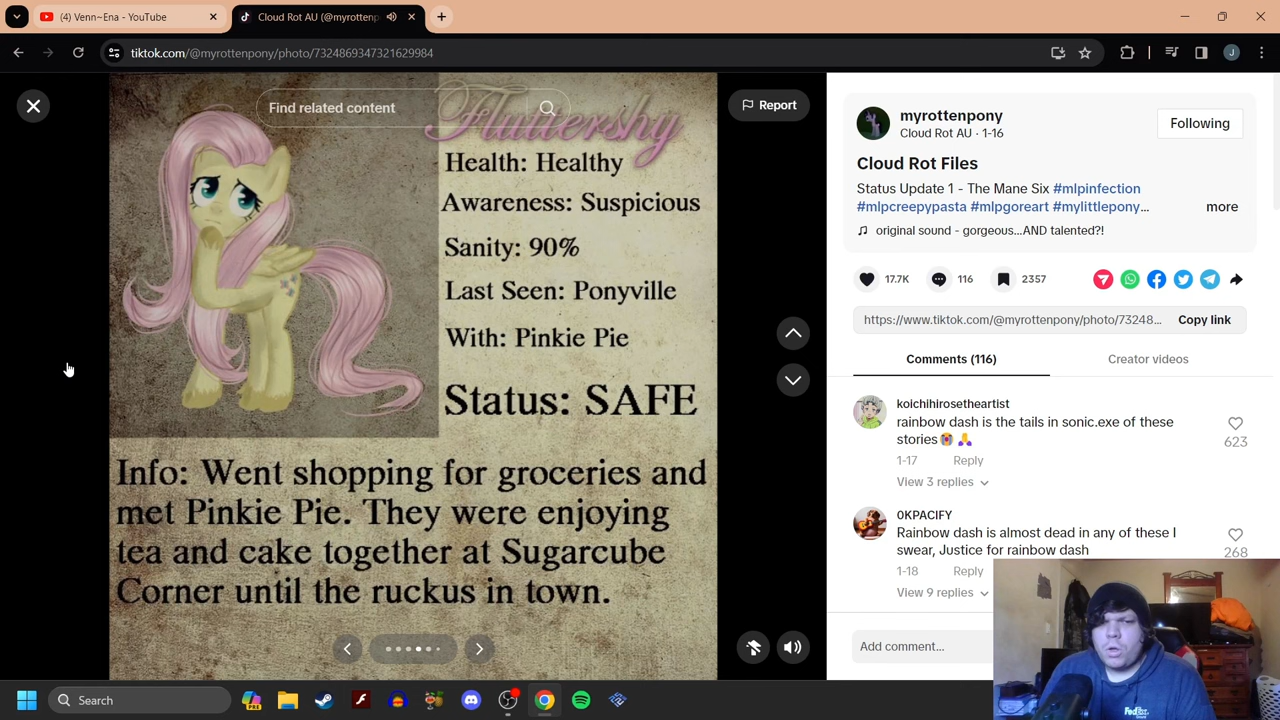 (4) Venn~Ena - YouTube
Cloud Rot AU (@myrottenp
tiktok.com/@myrottenpony/photo/7324869347321629984
J
Find related content
Report
Fluttershy
Health: Healthy
Awareness: Suspicious
Sanity: 90%
Last Seen: Ponyville
With: Pinkie Pie
Status: SAFE
Info: Went shopping for groceries and
met Pinkie Pie. They were enjoying
tea and cake together at Sugarcube
Corner until the ruckus in town.
myrottenpony
Cloud Rot AU · 1-16
Following
Cloud Rot Files
Status Update 1 - The Mane Six #mlpinfection
#mlpcreepypasta #mlpgoreart #mylittlepony...
more
♫ original sound - gorgeous...AND talented?!
17.7K
116
2357
https://www.tiktok.com/@myrottenpony/photo/73248...
Copy link
Comments (116)
Creator videos
koichihirosetheartist
rainbow dash is the tails in sonic.exe of these
stories😭🙏
623
1-17
Reply
View 3 replies
0KPACIFY
Rainbow dash is almost dead in any of these I
swear, Justice for rainbow dash
268
1-18
Reply
View 9 replies
Add comment...
Search
FedEx